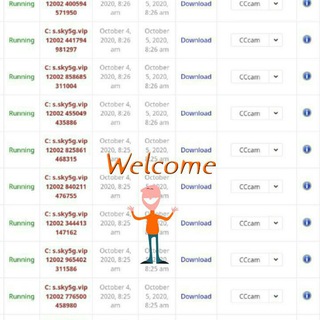 Running C: s.sky5g.vip October 4, October Download CCcam
12002 400594 2020, 8:26 5, 2020,
571950 am 8:26 am
Running C: s.sky5g.vip October 4, October Download CCcam
12002 441794 2020, 8:26 5, 2020,
981297 am 8:26 am
Running C: s.sky5g.vip October 4, October Download CCcam
12002 858685 2020, 8:26 5, 2020,
311004 am 8:26 am
Running C: s.sky5g.vip October 4, October Download CCcam
12002 455049 2020, 8:26 5, 2020,
435886 am 8:26 am
Running C: s.sky5g.vip October 4, October Download CCcam
12002 825861 2020, 8:25 5, 2020,
468315 8:25 am
Welcome
Running C: s.sky5g.vip October 4, October Download CCcam
12002 840211 2020, 8:25
476755 am am
Running C: s.sky5g.vip October Download CCcam
12002 344413 2020, 8:25 2020,
147162 am am
Running C: s.sky5g.vip October 4, Download CCcam
12002 965402 2020, 8:25 2020,
311586 am 8:25 am
Running C: s.sky5g.vip October 4, October Download CCcam
12002 776500 2020, 8:25 5, 2020,
458980 am 8:25 am